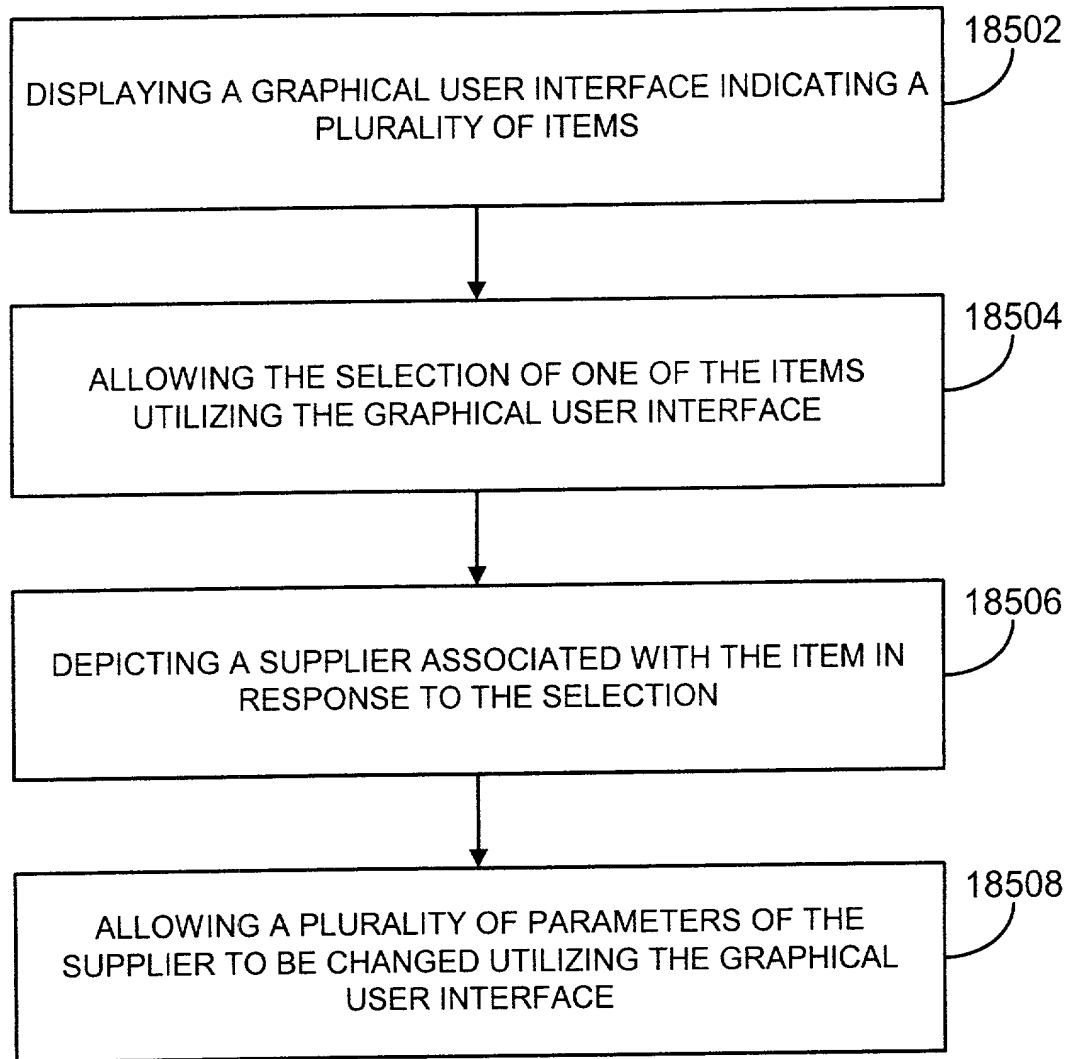 18502
DISPLAYING A GRAPHICAL USER INTERFACE INDICATING A
PLURALITY OF ITEMS
18504
ALLOWING THE SELECTION OF ONE OF THE ITEMS
UTILIZING THE GRAPHICAL USER INTERFACE
18506
DEPICTING A SUPPLIER ASSOCIATED WITH THE ITEM IN
RESPONSE TO THE SELECTION
18508
ALLOWING A PLURALITY OF PARAMETERS OF THE
SUPPLIER TO BE CHANGED UTILIZING THE GRAPHICAL
USER INTERFACE